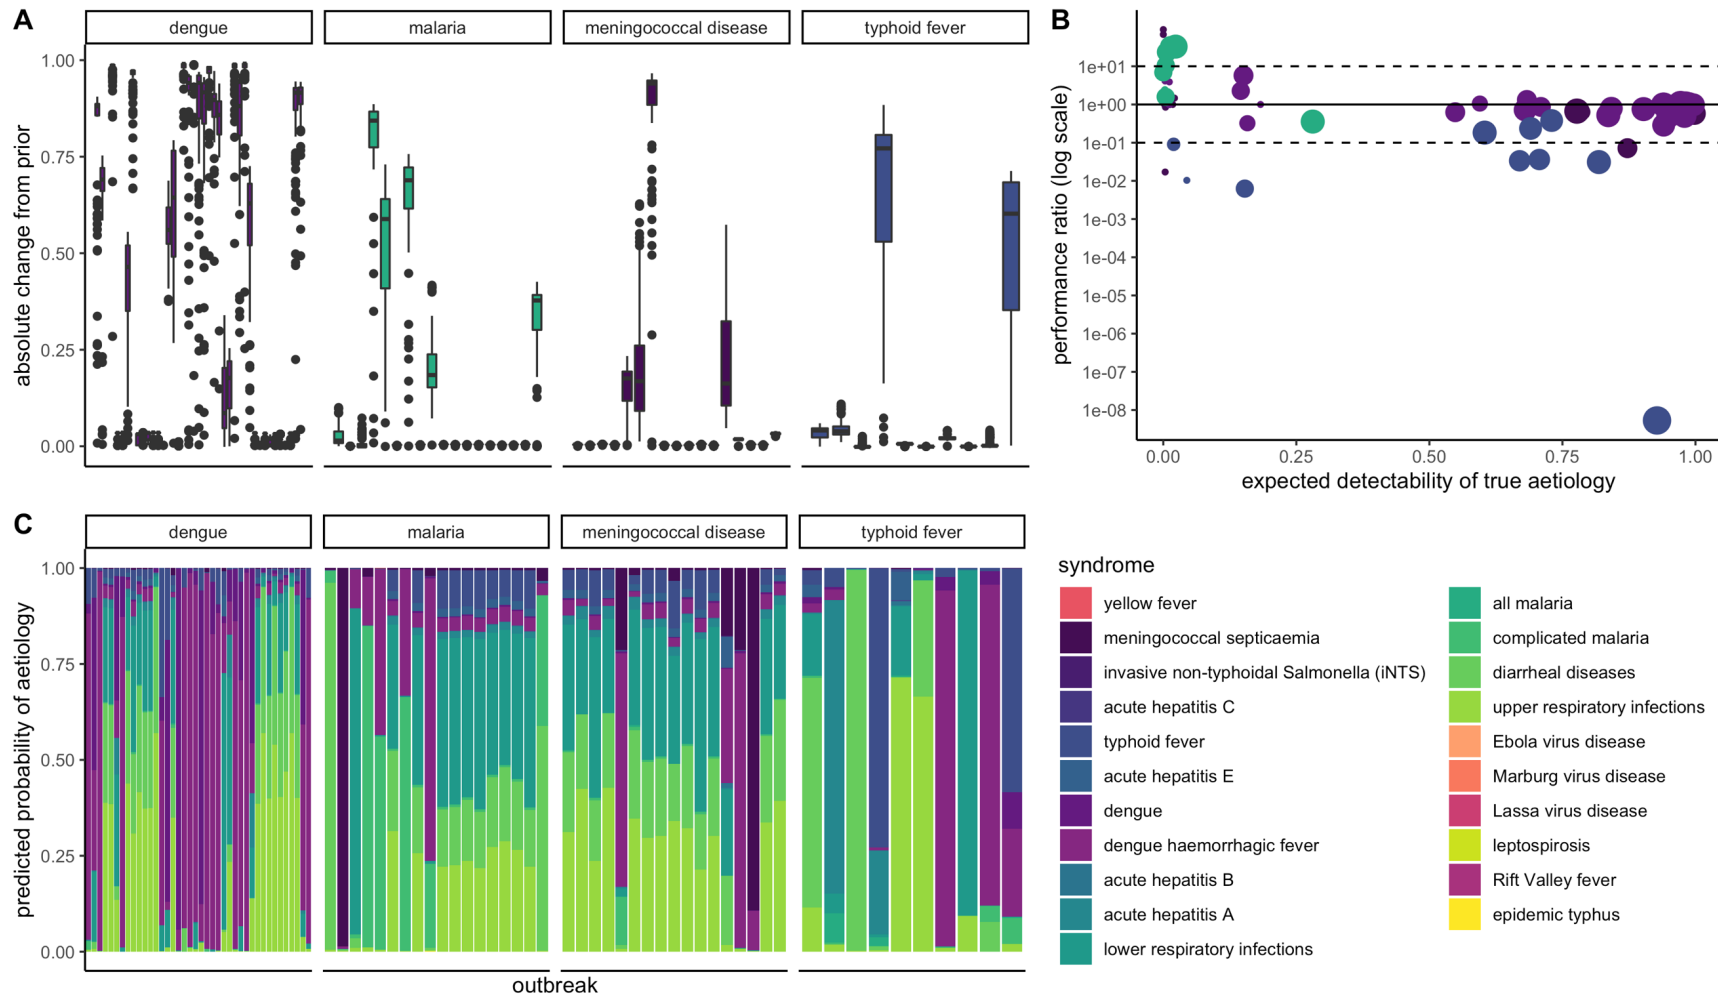 A
dengue
malaria
meningococcal disease
typhoid fever
absolute change from prior
1.00
0.75
0.50
0.25
0.00
B
performance ratio (log scale)
1e+01
1e+00
1e-01
1e-02
1e-03
1e-04
1e-05
1e-06
1e-07
1e-08
0.00
0.25
0.50
0.75
1.00
expected detectability of true aetiology
C
dengue
malaria
meningococcal disease
typhoid fever
predicted probability of aetiology
1.00
0.75
0.50
0.25
0.00
outbreak
syndrome
yellow fever
meningococcal septicaemia
invasive non-typhoidal Salmonella (iNTS)
acute hepatitis C
typhoid fever
acute hepatitis E
dengue
dengue haemorrhagic fever
acute hepatitis B
acute hepatitis A
lower respiratory infections
all malaria
complicated malaria
diarrheal diseases
upper respiratory infections
Ebola virus disease
Marburg virus disease
Lassa virus disease
leptospirosis
Rift Valley fever
epidemic typhus